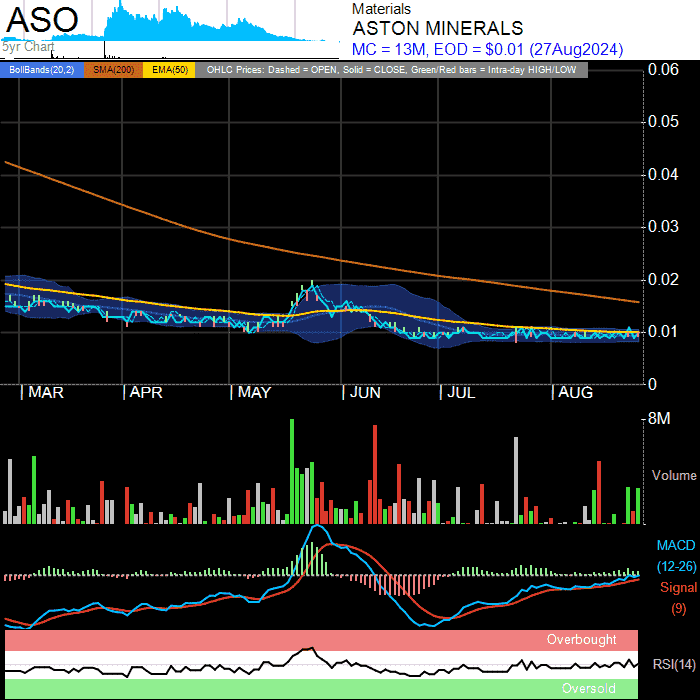 ASO
5yr Chart
Materials
ASTON MINERALS
MC = 13M, EOD = $0.01 (27Aug2024)
BollBands(20,2) SMA(200) EMA(50) OHLC Prices: Dashed = OPEN, Solid = CLOSE, Green/Red bars = Intra-day HIGH/LOW
0.06
0.05
0.04
0.03
0.02
0.01
0
| MAR | APR | MAY | JUN | JUL | AUG
8M
Volume
MACD
(12-26)
Signal
(9)
Overbought
RSI(14)
Oversold